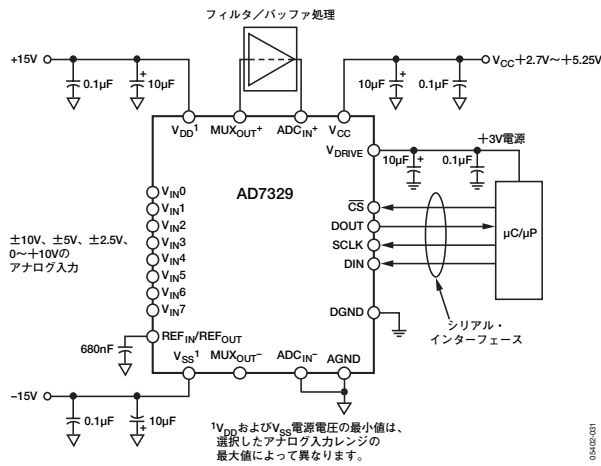 フィルタ／バッファ処理
+15V
0.1µF
10µF
+
10µF
+
0.1µF
VCC+2.7V～+5.25V
VDD1
MUXOUT+
ADCIN+
VCC
VDRIVE
+3V電源
10µF
+
0.1µF
AD7329
VIN0
VIN1
VIN2
VIN3
VIN4
VIN5
VIN6
VIN7
±10V、±5V、±2.5V、
0～+10Vの
アナログ入力
CS
DOUT
SCLK
DIN
µC/µP
DGND
シリアル・
インターフェース
REFIN/REFOUT
680nF
VSS1
MUXOUT−
ADCIN−
AGND
−15V
0.1µF
10µF
+
1VDDおよびVSS電源電圧の最小値は、
選択したアナログ入力レンジの
最大値によって異なります。
05402-031